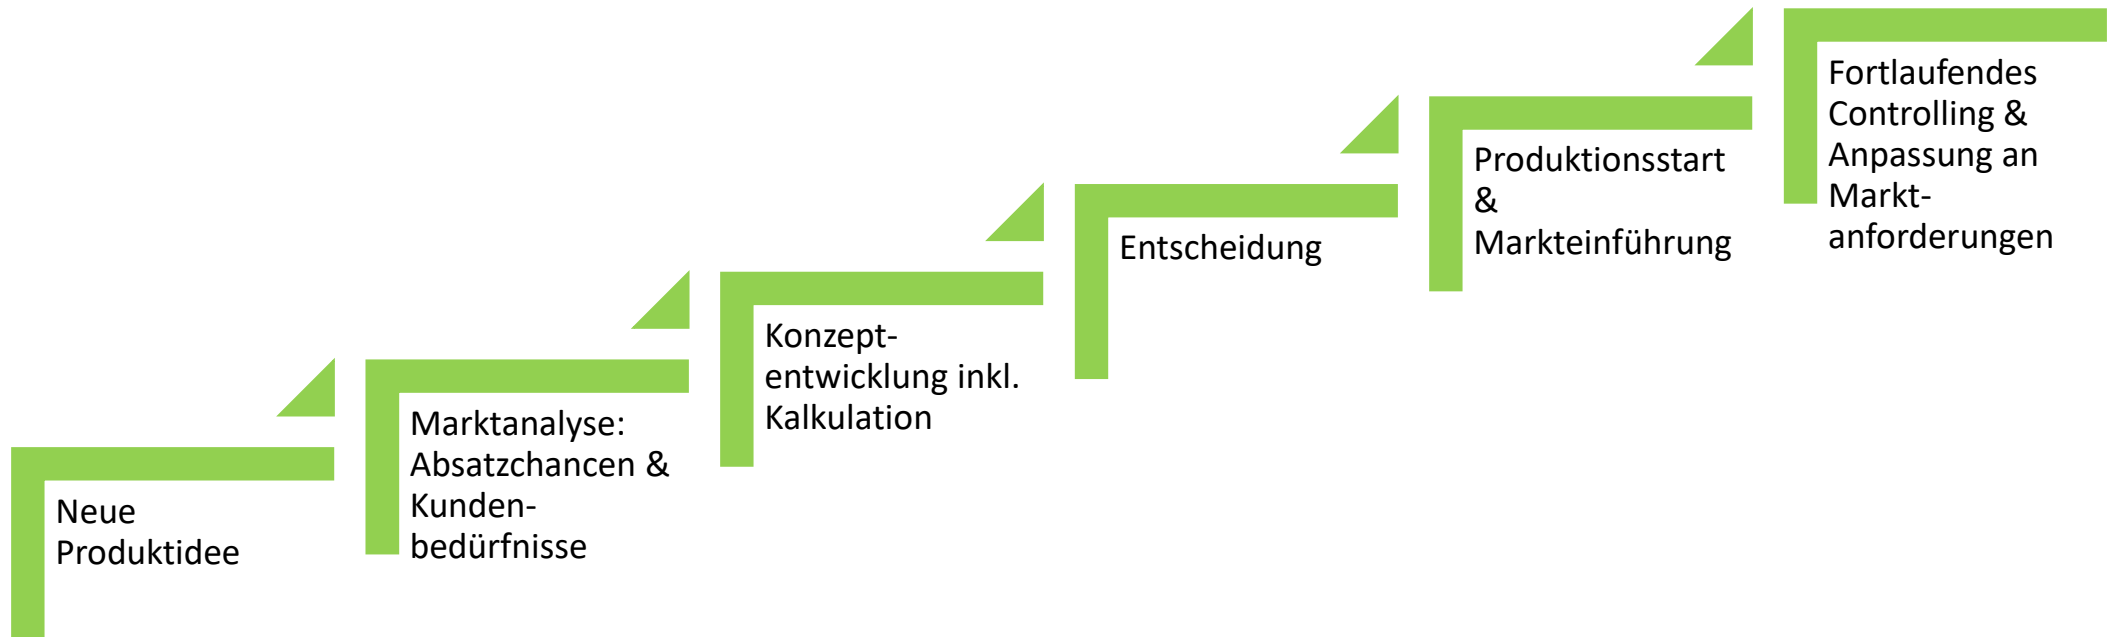 Neue
Produktidee
Marktanalyse:
Absatzchancen &
Kunden-
bedürfnisse
Konzept-
entwicklung inkl.
Kalkulation
Entscheidung
Produktionsstart
&
Markteinführung
Fortlaufendes
Controlling &
Anpassung an
Markt-
anforderungen